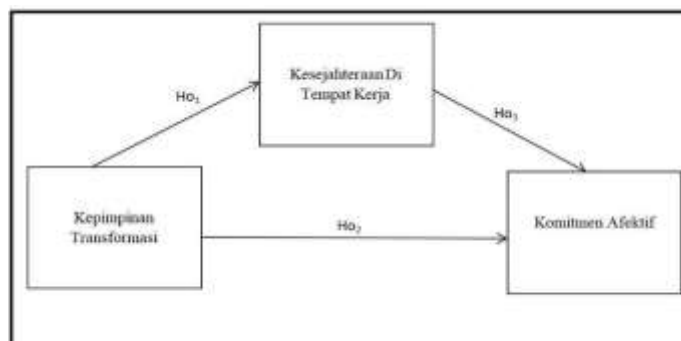 Kesejahteraan Di
Tempat Kerja
Ho₁
Ho₃
Kepimpinan
Transformasi
Ho₂
Komitmen Afektif